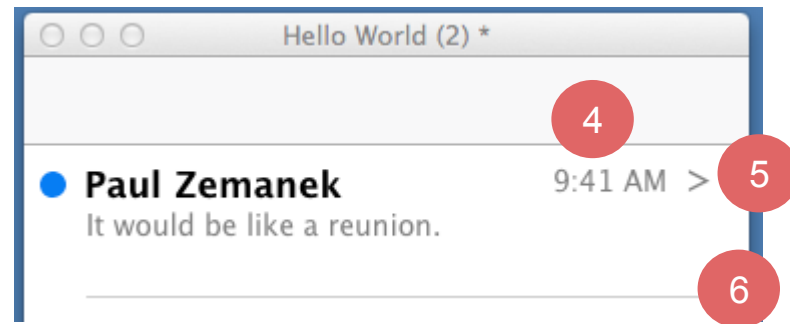 Hello World (2) *
4
Paul Zemanek 9:41 AM > 5
It would be like a reunion.
6